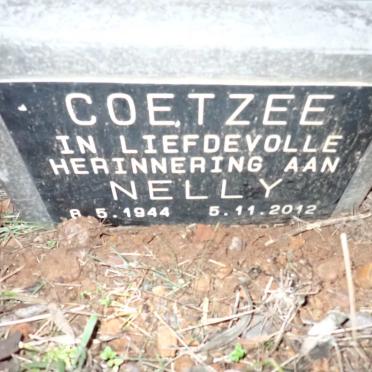 COETZEE
IN LIEFDEVOLLE
HERINNERING AAN
NELLY
8.5.1944 5.11.2012